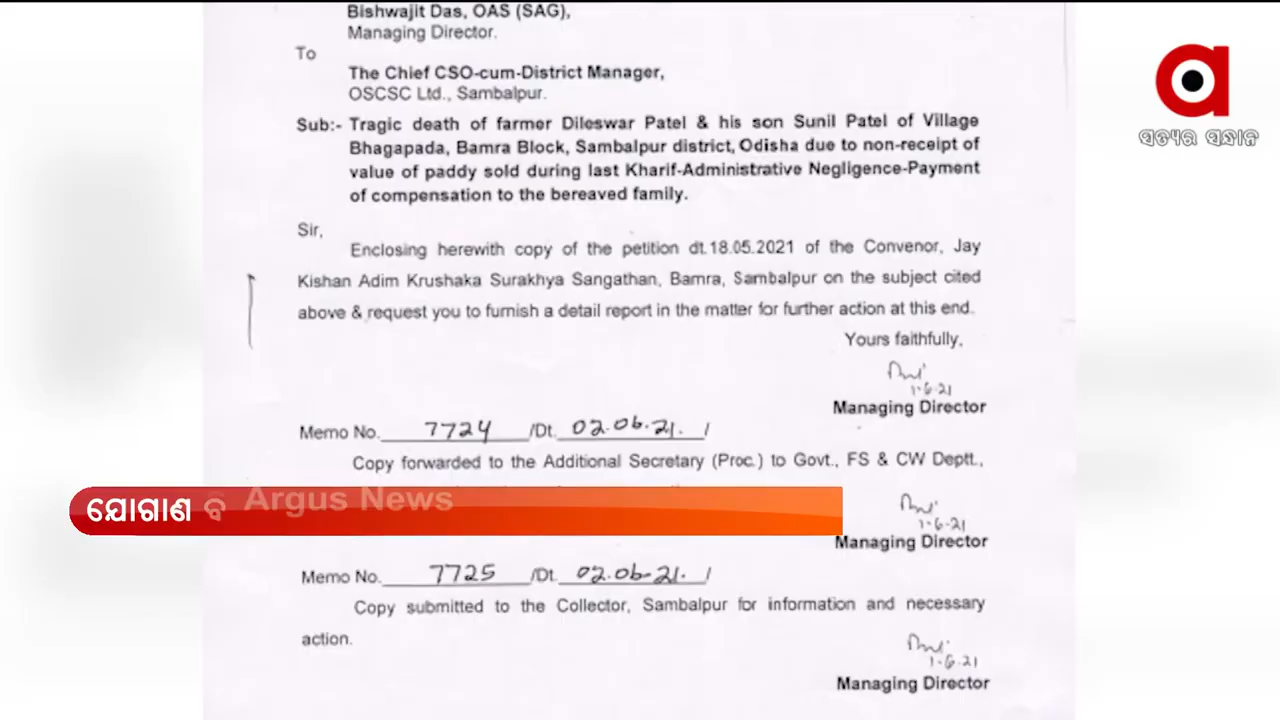 Bishwajit Das, OAS (SAG),
Managing Director.
To
The Chief CSO-cum-District Manager,
OSCSC Ltd., Sambalpur.
Sub:- Tragic death of farmer Dileswar Patel & his son Sunil Patel of Village
Bhagapada, Bamra Block, Sambalpur district, Odisha due to non-receipt of
value of paddy sold during last Kharif-Administrative Negligence-Payment
of compensation to the bereaved family.
Sir,
Enclosing herewith copy of the petition dt.18.05.2021 of the Convenor, Jay
Kishan Adim Krushaka Surakhya Sangathan, Bamra, Sambalpur on the subject cited
above & request you to furnish a detail report in the matter for further action at this end.
Yours faithfully,
1-6-21
Managing Director
Memo No. 7724 /Dt. 02.06.21. /
Copy forwarded to the Additional Secretary (Proc.) to Govt., FS & CW Deptt.,
ଯୋଗାଣ ବ
Argus News
1-6-21
Managing Director
Memo No. 7725 /Dt. 02.06-21. /
Copy submitted to the Collector, Sambalpur for information and necessary
action.
1-6-21
Managing Director
ସତ୍ୟର ସନ୍ଧାନ